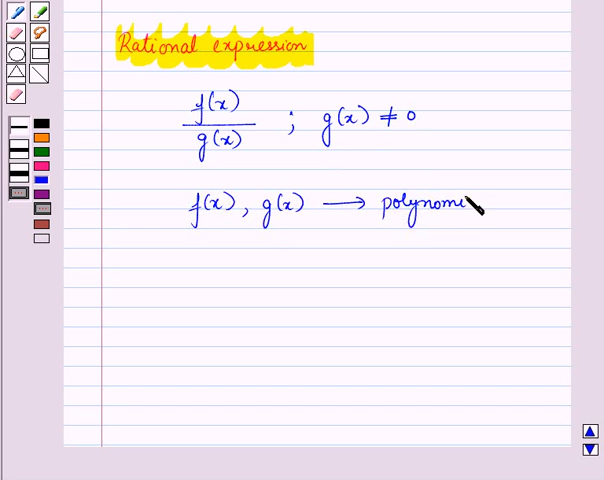 Rational expression
f(x)
g(x) ; g(x) ≠ 0
f(x), g(x) → polynomi